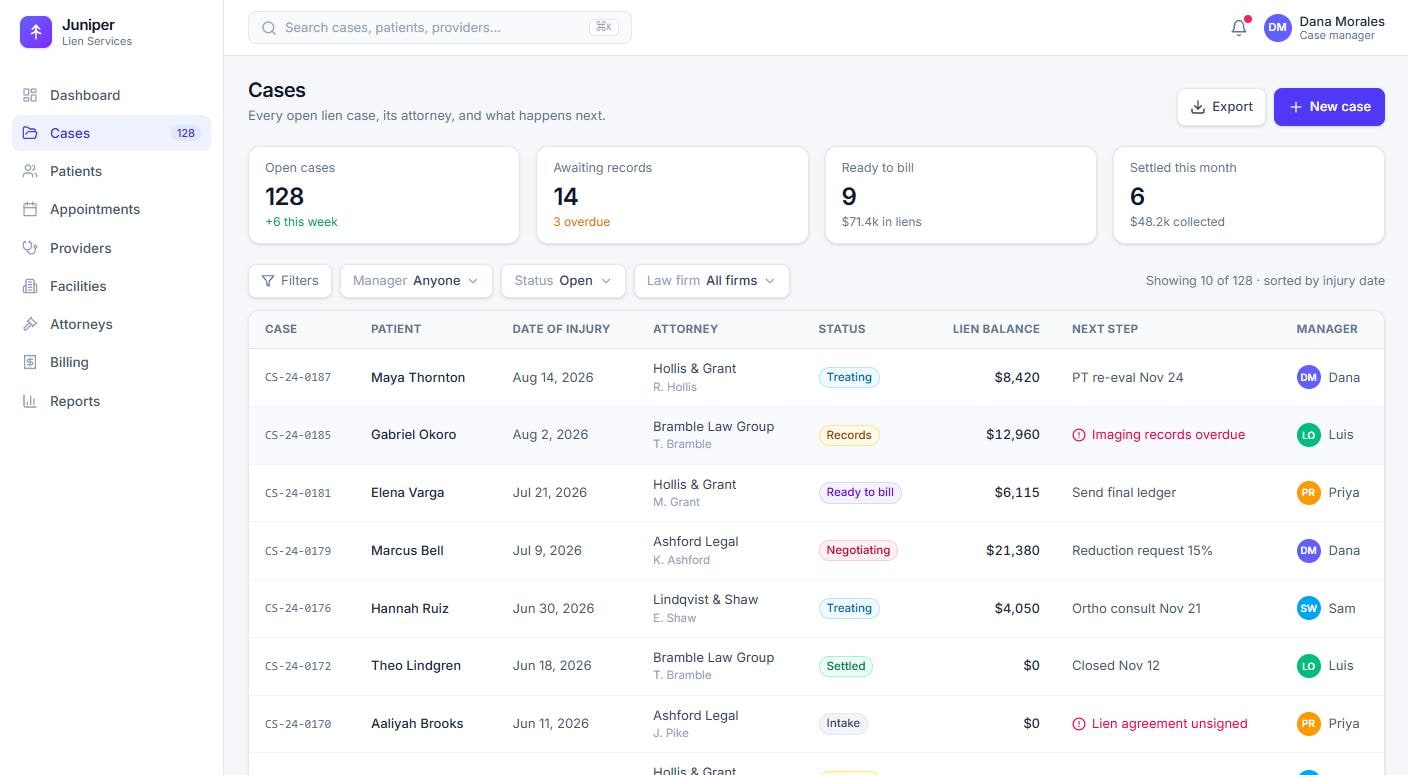 Juniper
Lien Services
Search cases, patients, providers...
⌘K
DM
Dana Morales
Case manager
Dashboard
Cases 128
Patients
Appointments
Providers
Facilities
Attorneys
Billing
Reports
Cases
Every open lien case, its attorney, and what happens next.
Export
New case
Open cases
128
+6 this week
Awaiting records
14
3 overdue
Ready to bill
9
$71.4k in liens
Settled this month
6
$48.2k collected
Filters
Manager Anyone
Status Open
Law firm All firms
Showing 10 of 128 · sorted by injury date
CASE PATIENT DATE OF INJURY ATTORNEY STATUS LIEN BALANCE NEXT STEP MANAGER
CS-24-0187 Maya Thornton Aug 14, 2026 Hollis & Grant Treating $8,420 PT re-eval Nov 24 DM Dana
R. Hollis
CS-24-0185 Gabriel Okoro Aug 2, 2026 Bramble Law Group Records $12,960 Imaging records overdue LO Luis
T. Bramble
CS-24-0181 Elena Varga Jul 21, 2026 Hollis & Grant Ready to bill $6,115 Send final ledger PR Priya
M. Grant
CS-24-0179 Marcus Bell Jul 9, 2026 Ashford Legal Negotiating $21,380 Reduction request 15% DM Dana
K. Ashford
CS-24-0176 Hannah Ruiz Jun 30, 2026 Lindqvist & Shaw Treating $4,050 Ortho consult Nov 21 SW Sam
E. Shaw
CS-24-0172 Theo Lindgren Jun 18, 2026 Bramble Law Group Settled $0 Closed Nov 12 LO Luis
T. Bramble
CS-24-0170 Aaliyah Brooks Jun 11, 2026 Ashford Legal Intake $0 Lien agreement unsigned PR Priya
J. Pike
Hollis & Grant